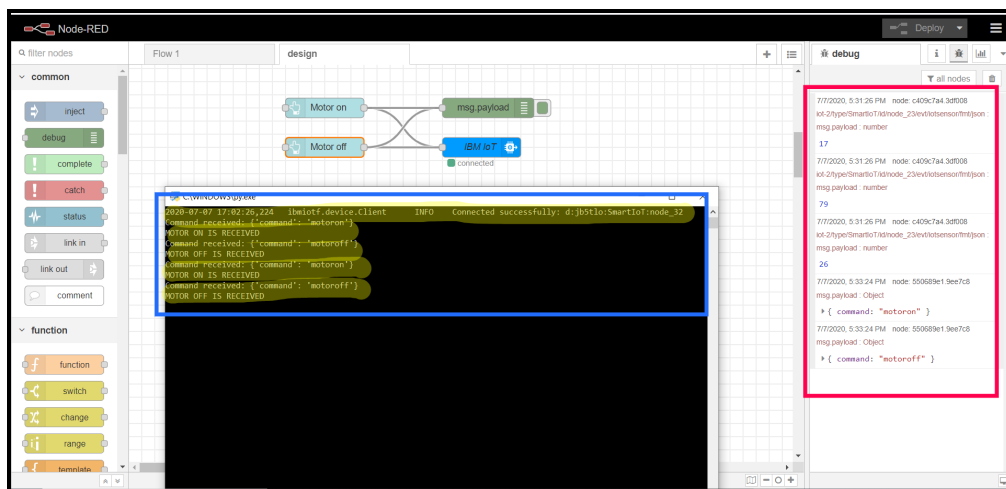 Node-RED
Deploy
filter nodes
Flow 1
design
debug
i
all nodes
common
inject
debug
complete
catch
status
link in
link out
comment
function
function
switch
change
range
template
Motor on
msg.payload
Motor off
IBM IoT
connected
C:\WINDOWS\py.exe
2020-07-07 17:02:26,224 ibmiotf.device.Client INFO Connected successfully: d:jb5tlo:SmartIoT:node_32
Command received: {'command': 'motoron'}
MOTOR ON IS RECEIVED
Command received: {'command': 'motoroff'}
MOTOR OFF IS RECEIVED
Command received: {'command': 'motoron'}
MOTOR ON IS RECEIVED
Command received: {'command': 'motoroff'}
MOTOR OFF IS RECEIVED
7/7/2020, 5:31:26 PM node: c409c7a4.3df008
iot-2/type/SmartIoT/id/node_23/evt/iotsensor/fmt/json :
msg.payload : number
17
7/7/2020, 5:31:26 PM node: c409c7a4.3df008
iot-2/type/SmartIoT/id/node_23/evt/iotsensor/fmt/json :
msg.payload : number
79
7/7/2020, 5:31:26 PM node: c409c7a4.3df008
iot-2/type/SmartIoT/id/node_23/evt/iotsensor/fmt/json :
msg.payload : number
26
7/7/2020, 5:33:24 PM node: 550689e1.9ee7c8
msg.payload : Object
{ command: "motoron" }
7/7/2020, 5:33:24 PM node: 550689e1.9ee7c8
msg.payload : Object
{ command: "motoroff" }